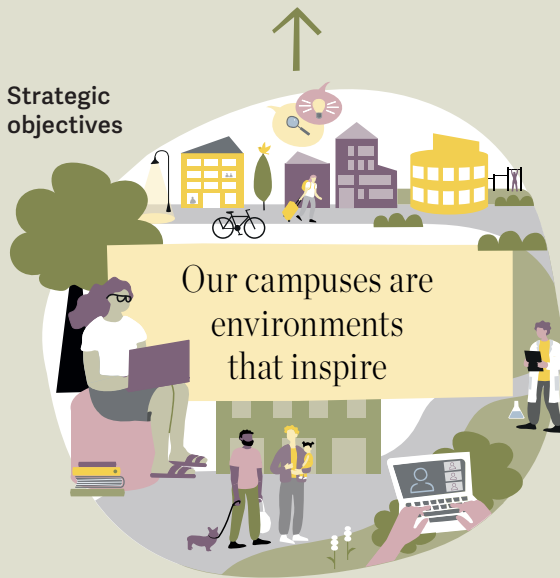 Strategic
objectives
Our campuses are
environments
that inspire